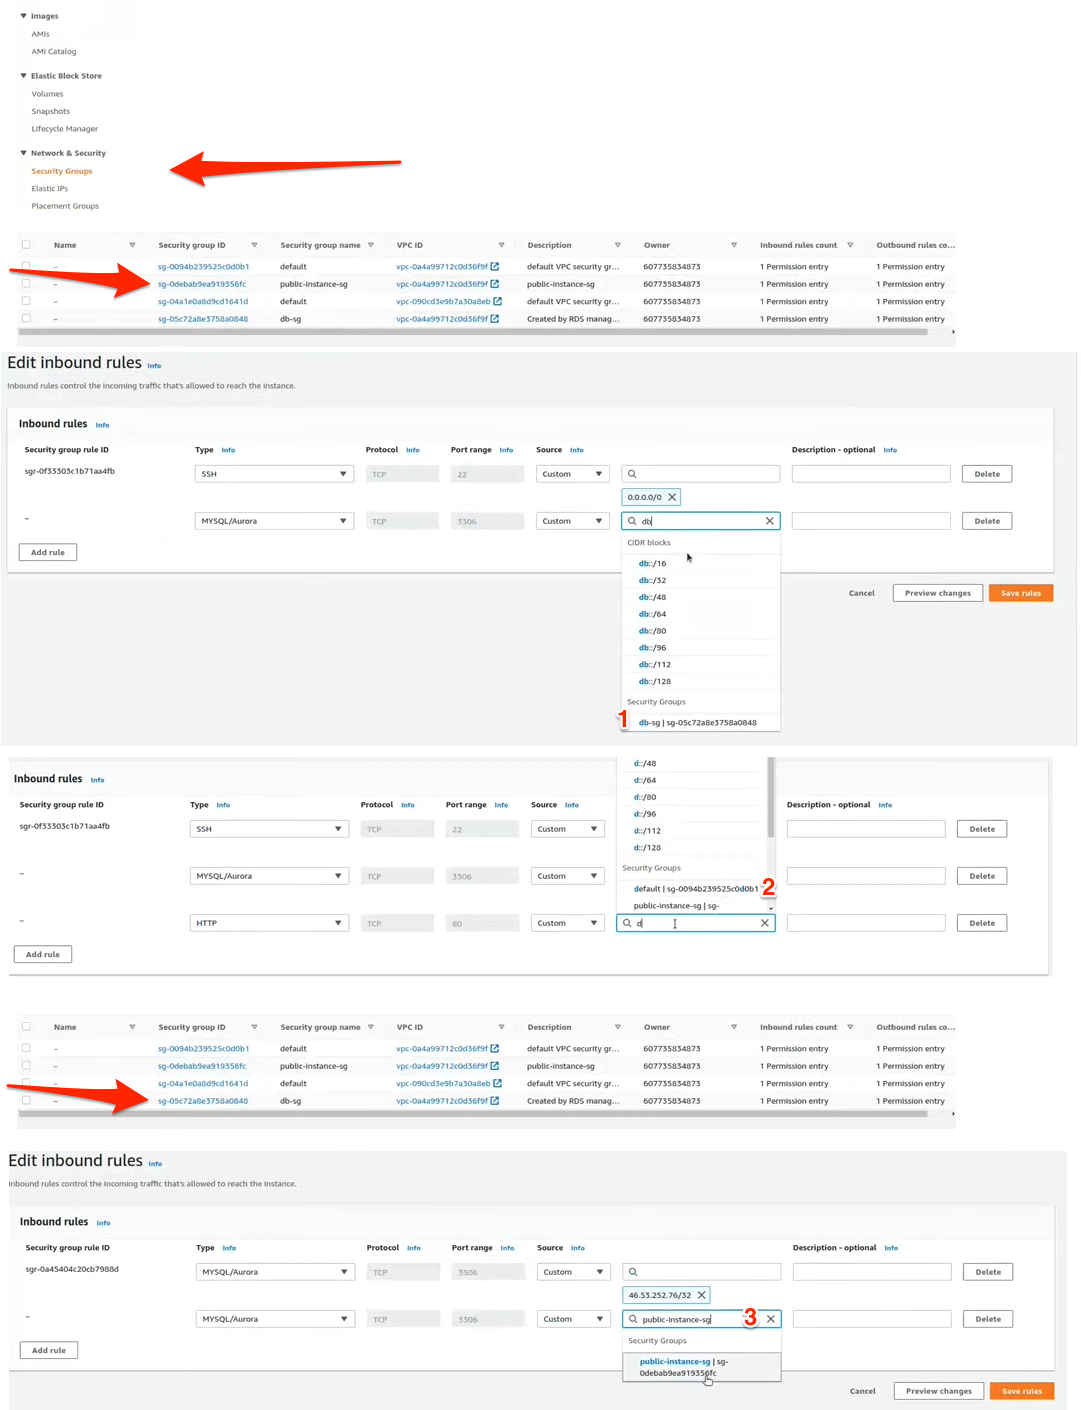 Images
AMIs
AMI Catalog
Elastic Block Store
Volumes
Snapshots
Lifecycle Manager
Network & Security
Security Groups
Elastic IPs
Placement Groups
Name Security group ID Security group name VPC ID Description Owner Inbound rules count Outbound rules co...
– sg-0094b239525c0d0b1 default vpc-0a4a99712c0d36f9f default VPC security gr... 607735834873 1 Permission entry 1 Permission entry
– sg-0debab9ea919356fc public-instance-sg vpc-0a4a99712c0d36f9f public-instance-sg 607735834873 1 Permission entry 1 Permission entry
– sg-04a1e0a8d9cd1641d default vpc-090cd3e9b7a30a8eb default VPC security gr... 607735834873 1 Permission entry 1 Permission entry
– sg-05c72a8e3758a0848 db-sg vpc-0a4a99712c0d36f9f Created by RDS manag... 607735834873 1 Permission entry 1 Permission entry
Edit inbound rules Info
Inbound rules control the incoming traffic that's allowed to reach the instance.
Inbound rules Info
Security group rule ID Type Info Protocol Info Port range Info Source Info Description - optional Info
sgr-0f33303c1b71aa4fb SSH TCP 22 Custom Delete
0.0.0.0/0
– MYSQL/Aurora TCP 3306 Custom db Delete
CIDR blocks
Add rule
db::/16
db::/32
db::/48
Cancel Preview changes Save rules
db::/64
db::/80
db::/96
db::/112
db::/128
Security Groups
1 db-sg | sg-05c72a8e3758a0848
d::/48
Inbound rules Info
d::/64
d::/80
Security group rule ID Type Info Protocol Info Port range Info Source Info Description - optional Info
d::/96
sgr-0f33303c1b71aa4fb SSH TCP 22 Custom Delete
d::/112
d::/128
Security Groups
– MYSQL/Aurora TCP 3306 Custom Delete
default | sg-0094b239525c0d0b1 2
public-instance-sg | sg-
– HTTP TCP 80 Custom d Delete
Add rule
Name Security group ID Security group name VPC ID Description Owner Inbound rules count Outbound rules co...
– sg-0094b239525c0d0b1 default vpc-0a4a99712c0d36f9f default VPC security gr... 607735834873 1 Permission entry 1 Permission entry
– sg-0debab9ea919356fc public-instance-sg vpc-0a4a99712c0d36f9f public-instance-sg 607735834873 1 Permission entry 1 Permission entry
– sg-04a1e0a8d9cd1641d default vpc-090cd3e9b7a30a8eb default VPC security gr... 607735834873 1 Permission entry 1 Permission entry
– sg-05c72a8e3758a0848 db-sg vpc-0a4a99712c0d36f9f Created by RDS manag... 607735834873 1 Permission entry 1 Permission entry
Edit inbound rules Info
Inbound rules control the incoming traffic that's allowed to reach the instance.
Inbound rules Info
Security group rule ID Type Info Protocol Info Port range Info Source Info Description - optional Info
sgr-0a45404c20cb7988d MYSQL/Aurora TCP 3306 Custom Delete
46.53.252.76/32
– MYSQL/Aurora TCP 3306 Custom public-instance-sg 3 Delete
Security Groups
Add rule
public-instance-sg | sg-
0debab9ea919356fc
Cancel Preview changes Save rules